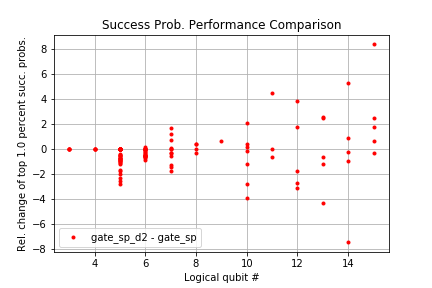 Success Prob. Performance Comparison
Rel. change of top 1.0 percent succ. probs.
8
6
4
2
0
−2
−4
−6
−8
gate_sp_d2 - gate_sp
4 6 8 10 12 14
Logical qubit #